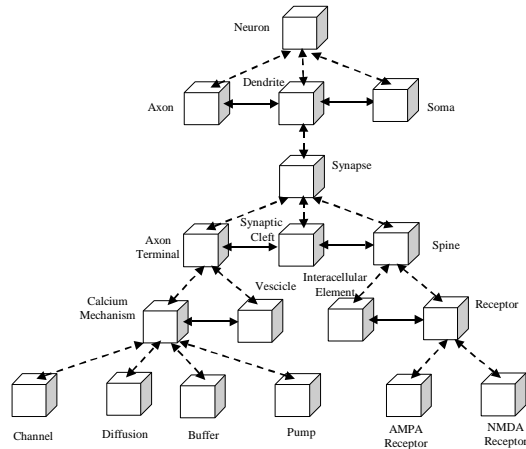 Neuron
Dendrite
Axon
Soma
Synapse
Synaptic
Cleft
Axon
Terminal
Spine
Interacellular
Element
Vescicle
Calcium
Mechanism
Receptor
Channel
Diffusion
Buffer
Pump
AMPA
Receptor
NMDA
Receptor